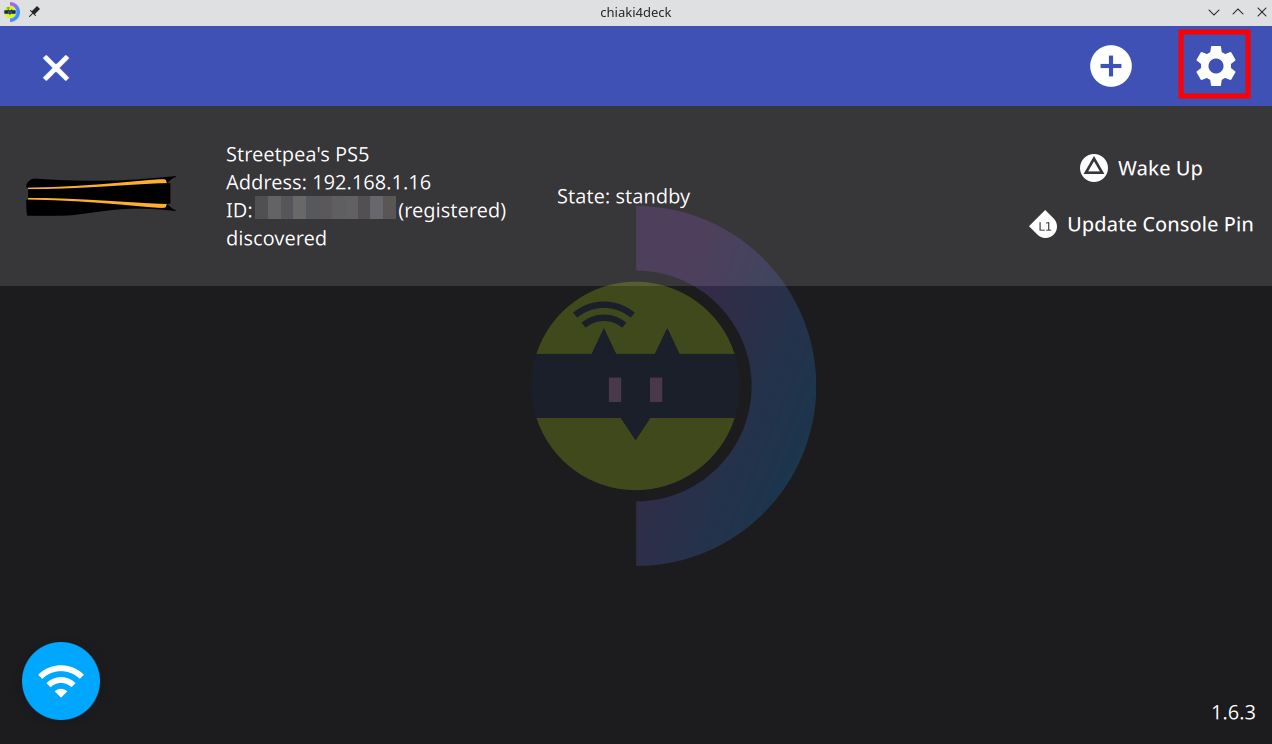 chiaki4deck
Streetpea's PS5
Address: 192.168.1.16
ID: (registered)
discovered
State: standby
Wake Up
L1 Update Console Pin
1.6.3